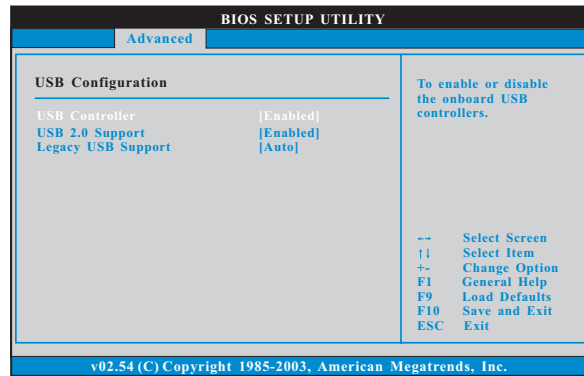 BIOS SETUP UTILITY
Advanced
USB Configuration
USB Controller [Enabled]
USB 2.0 Support [Enabled]
Legacy USB Support [Auto]
To enable or disable
the onboard USB
controllers.
←→ Select Screen
↑↓ Select Item
+- Change Option
F1 General Help
F9 Load Defaults
F10 Save and Exit
ESC Exit
v02.54 (C) Copyright 1985-2003, American Megatrends, Inc.